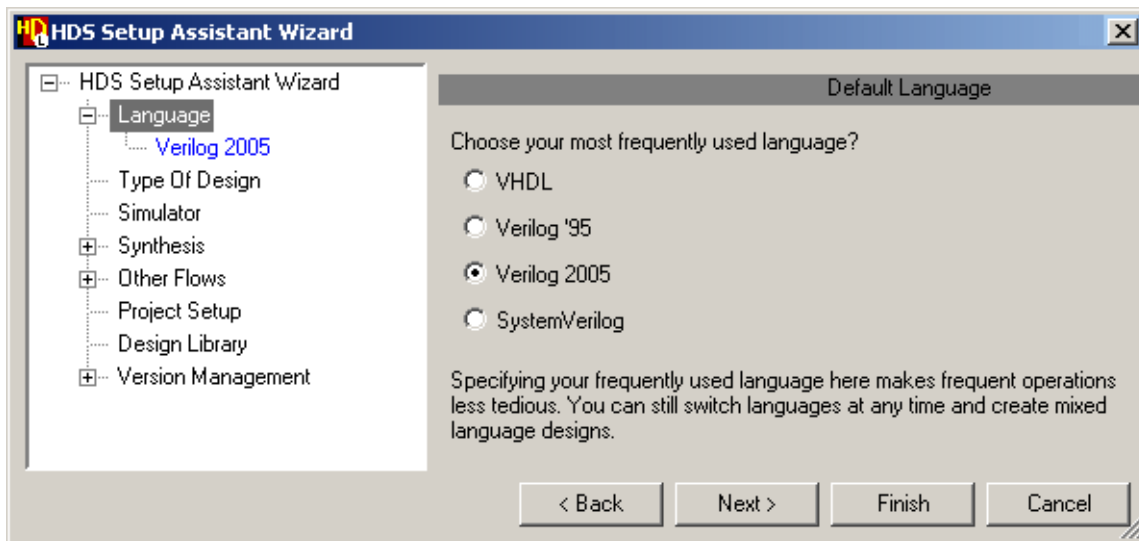 HDS Setup Assistant Wizard
HDS Setup Assistant Wizard
Language
Verilog 2005
Type Of Design
Simulator
Synthesis
Other Flows
Project Setup
Design Library
Version Management
Default Language
Choose your most frequently used language?
VHDL
Verilog '95
Verilog 2005
SystemVerilog
Specifying your frequently used language here makes frequent operations
less tedious. You can still switch languages at any time and create mixed
language designs.
< Back
Next >
Finish
Cancel